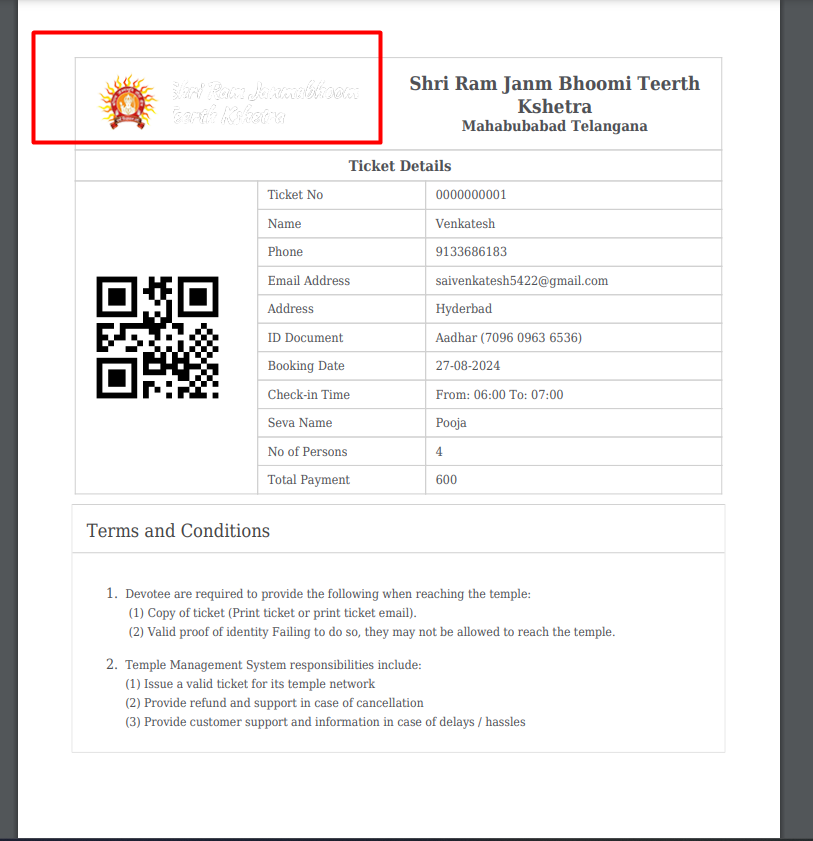 Shri Ram Janmabhoom
Teerth Kshetra
Shri Ram Janm Bhoomi Teerth
Kshetra
Mahabubabad Telangana
Ticket Details
Ticket No 0000000001
Name Venkatesh
Phone 9133686183
Email Address saivenkatesh5422@gmail.com
Address Hyderbad
ID Document Aadhar (7096 0963 6536)
Booking Date 27-08-2024
Check-in Time From: 06:00 To: 07:00
Seva Name Pooja
No of Persons 4
Total Payment 600
Terms and Conditions
1. Devotee are required to provide the following when reaching the temple:
(1) Copy of ticket (Print ticket or print ticket email).
(2) Valid proof of identity Failing to do so, they may not be allowed to reach the temple.
2. Temple Management System responsibilities include:
(1) Issue a valid ticket for its temple network
(2) Provide refund and support in case of cancellation
(3) Provide customer support and information in case of delays / hassles